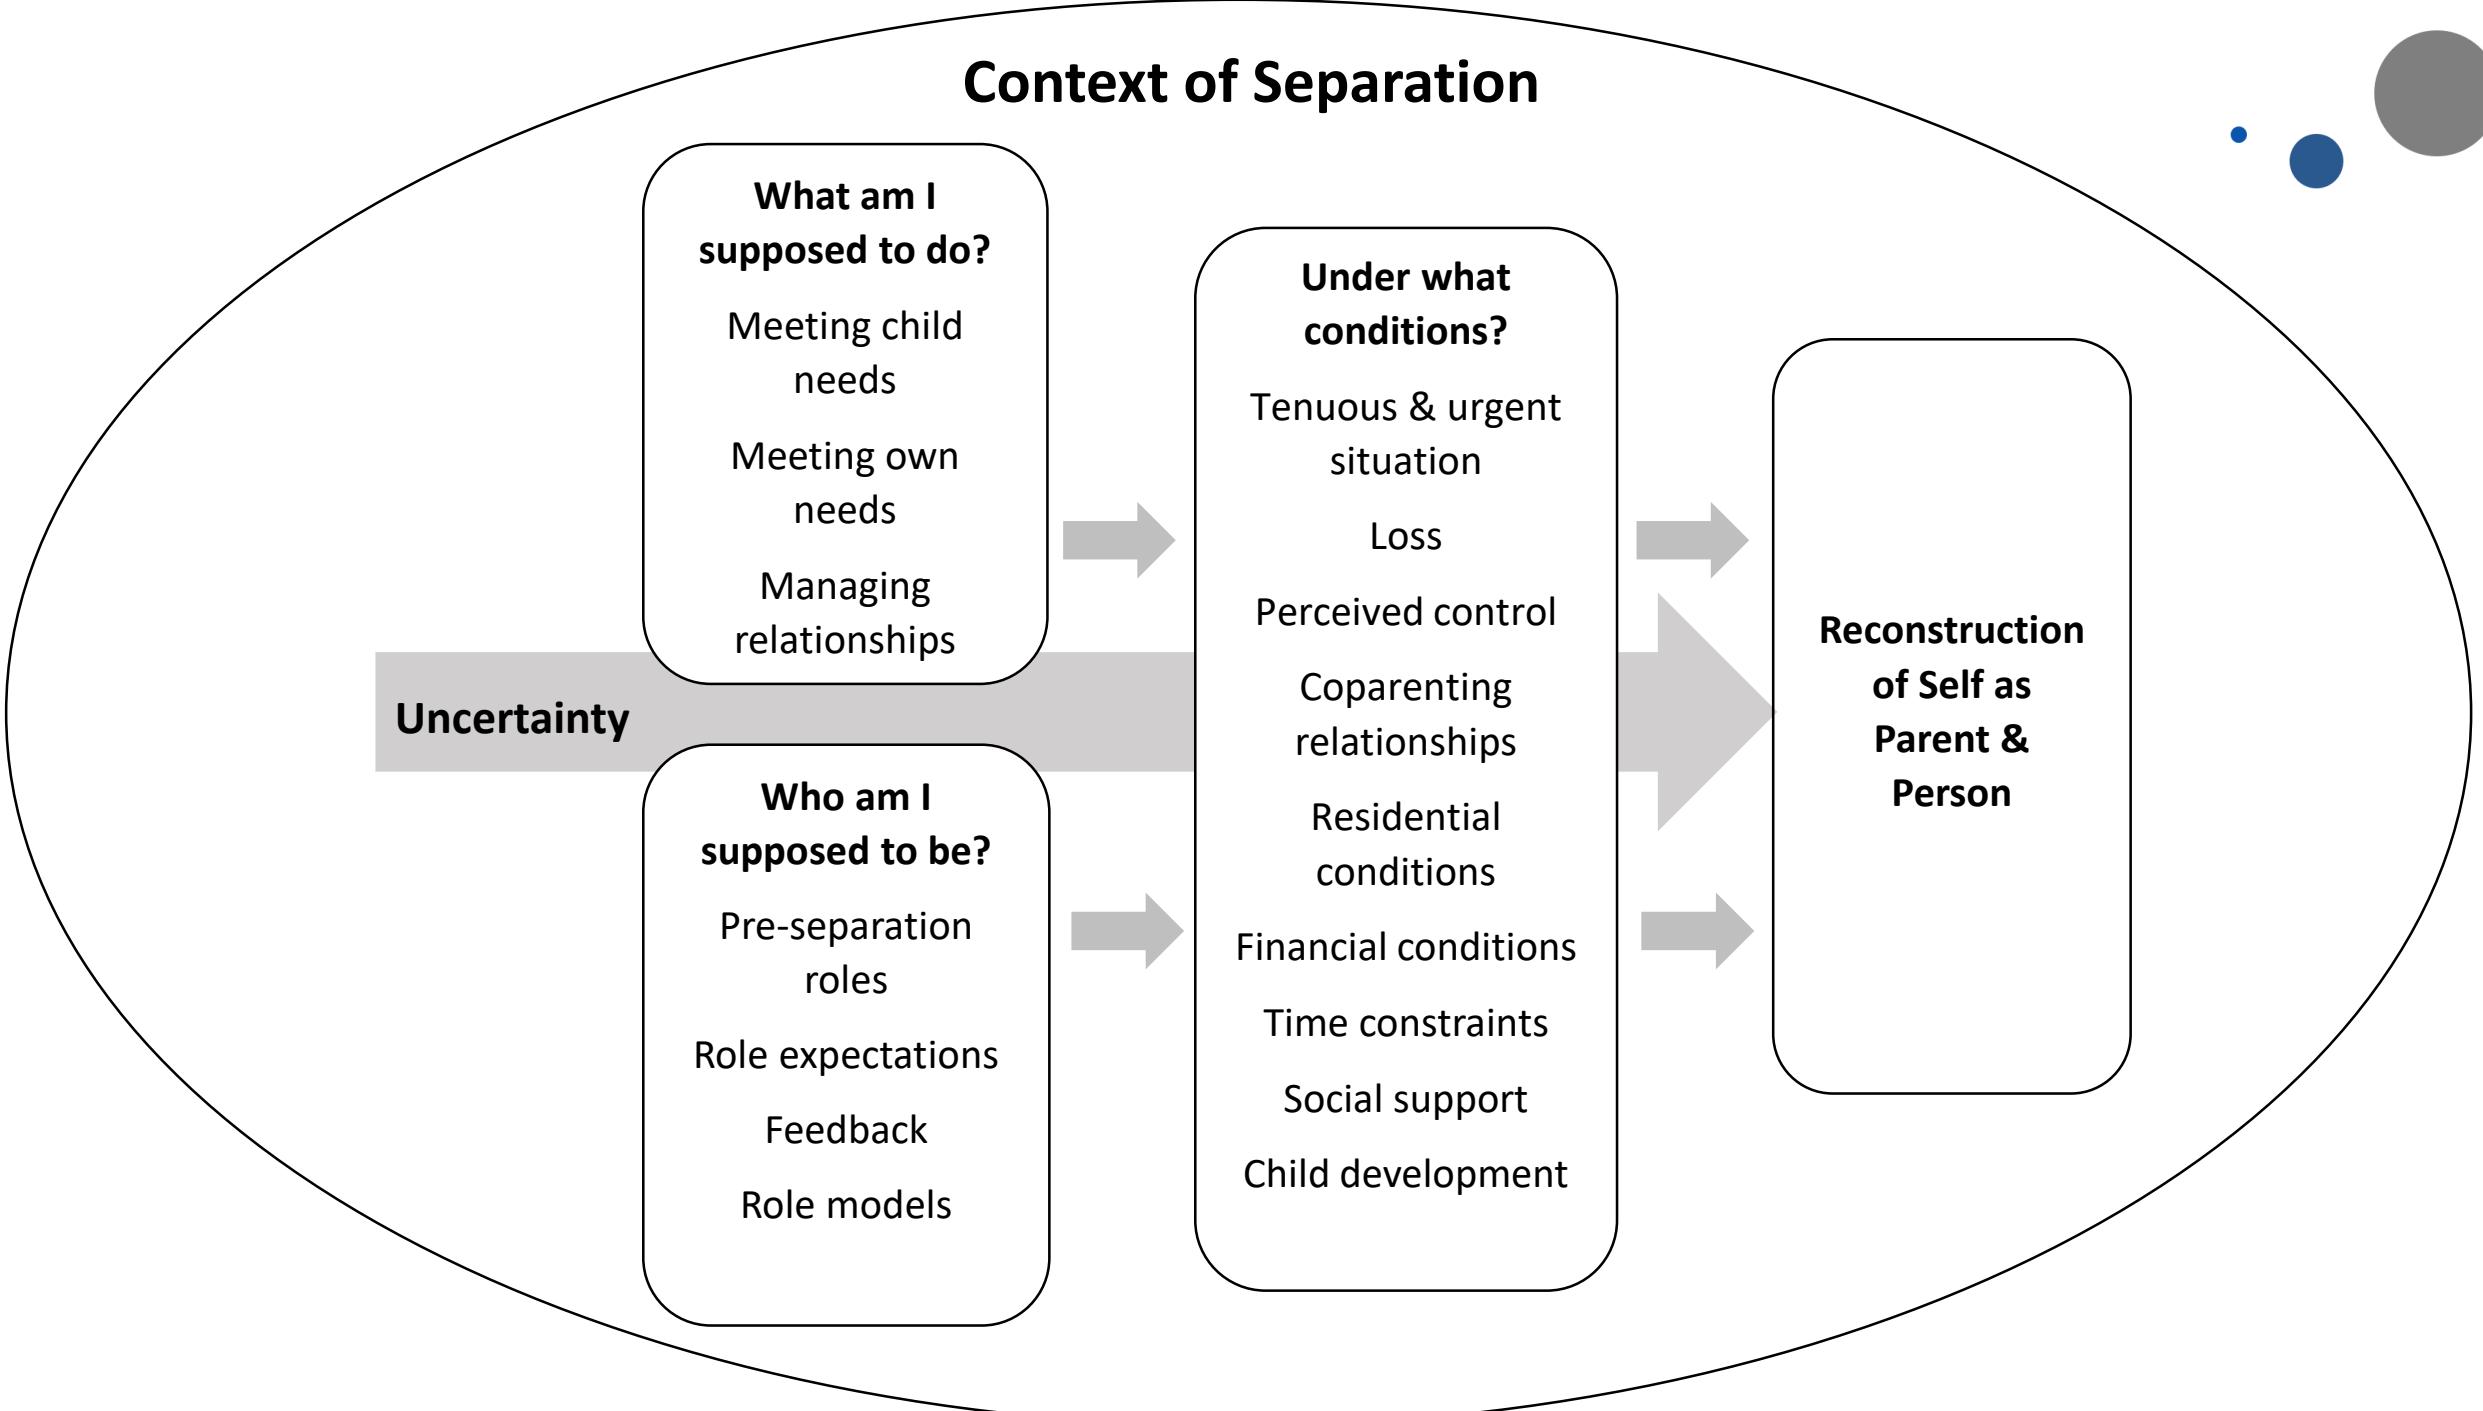 Context of Separation
What am I
supposed to do?
Meeting child
needs
Meeting own
needs
Managing
relationships
Uncertainty
Who am I
supposed to be?
Pre-separation
roles
Role expectations
Feedback
Role models
Under what
conditions?
Tenuous & urgent
situation
Loss
Perceived control
Coparenting
relationships
Residential
conditions
Financial conditions
Time constraints
Social support
Child development
Reconstruction
of Self as
Parent &
Person